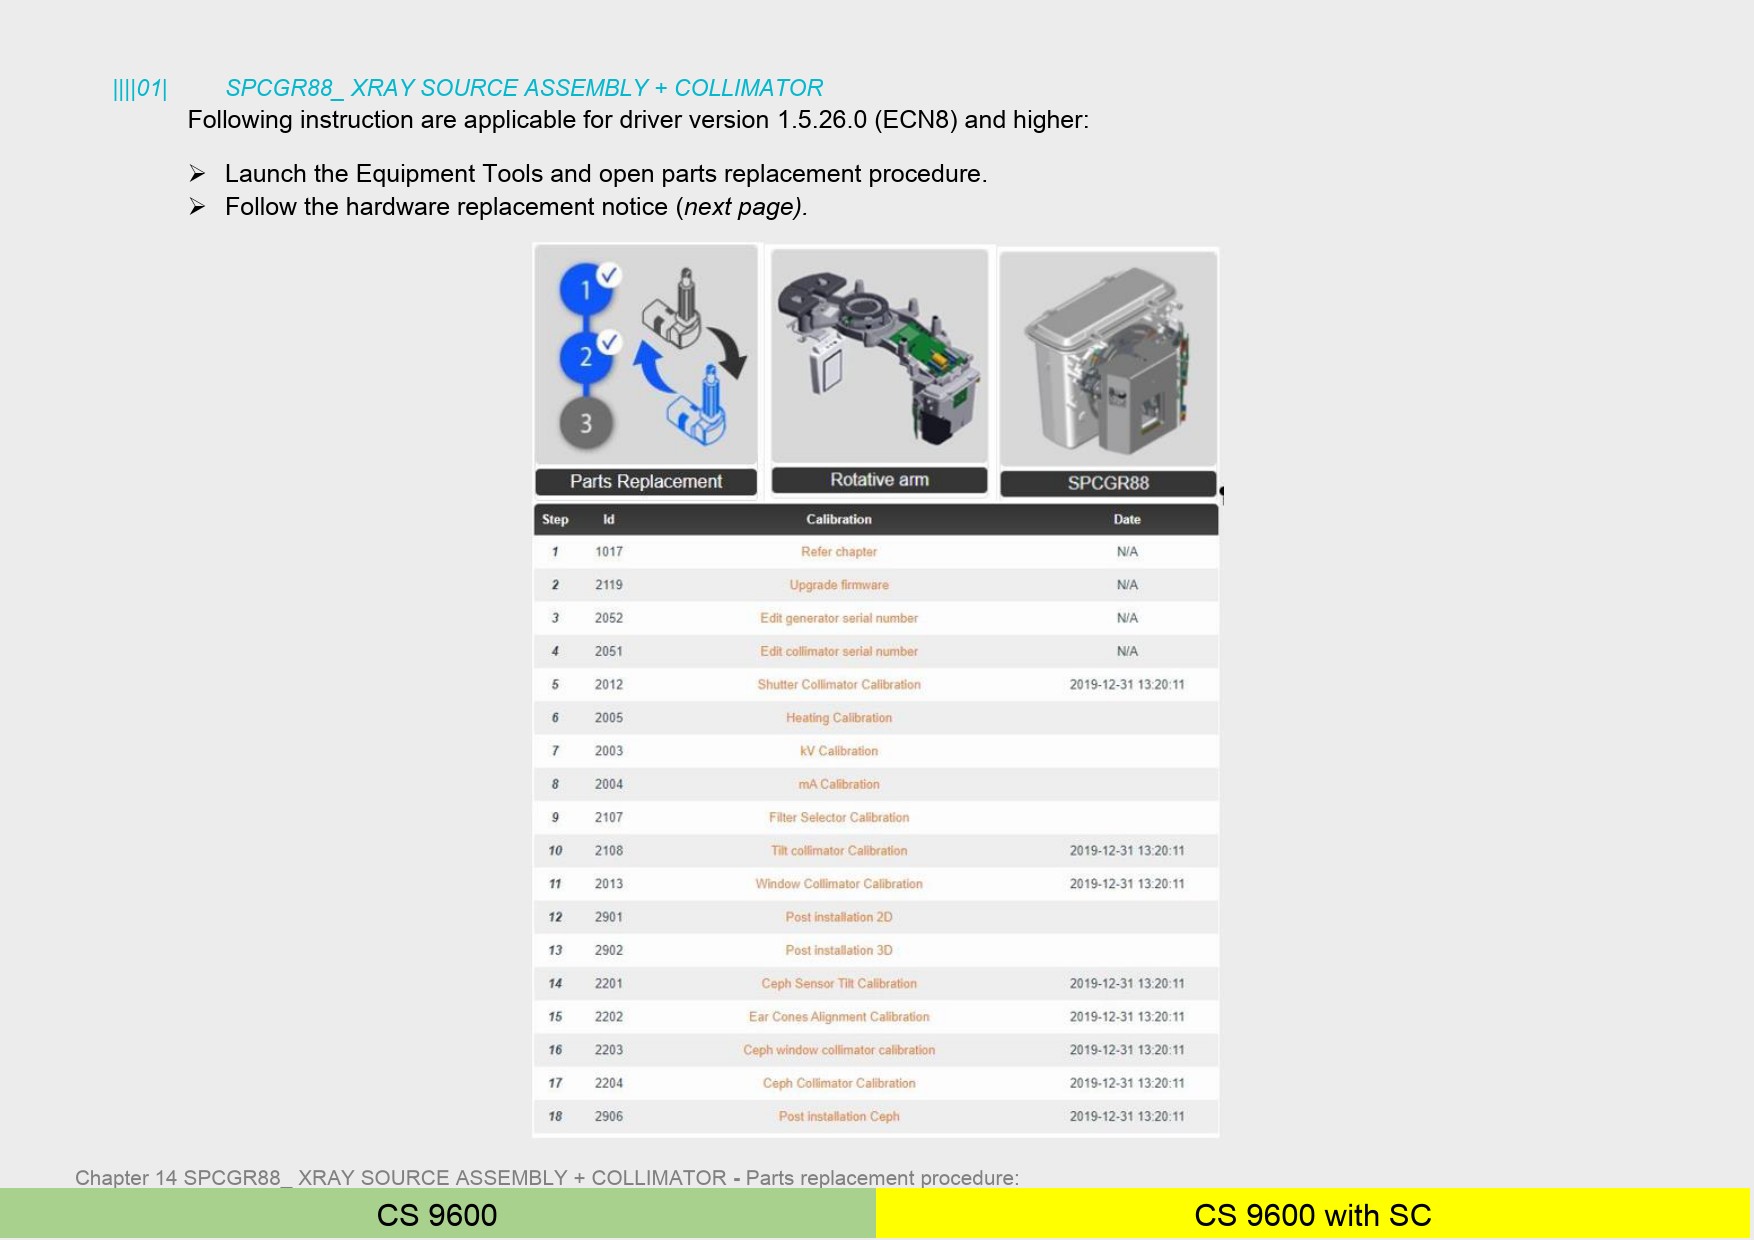 ||||01| SPCGR88_ XRAY SOURCE ASSEMBLY + COLLIMATOR
Following instruction are applicable for driver version 1.5.26.0 (ECN8) and higher:
➢ Launch the Equipment Tools and open parts replacement procedure.
➢ Follow the hardware replacement notice (next page).
1
2
3
Parts Replacement Rotative arm SPCGR88
Step Id Calibration Date
1 1017 Refer chapter N/A
2 2119 Upgrade firmware N/A
3 2052 Edit generator serial number N/A
4 2051 Edit collimator serial number N/A
5 2012 Shutter Collimator Calibration 2019-12-31 13:20:11
6 2005 Heating Calibration
7 2003 kV Calibration
8 2004 mA Calibration
9 2107 Filter Selector Calibration
10 2108 Tilt collimator Calibration 2019-12-31 13:20:11
11 2013 Window Collimator Calibration 2019-12-31 13:20:11
12 2901 Post installation 2D
13 2902 Post installation 3D
14 2201 Ceph Sensor Tilt Calibration 2019-12-31 13:20:11
15 2202 Ear Cones Alignment Calibration 2019-12-31 13:20:11
16 2203 Ceph window collimator calibration 2019-12-31 13:20:11
17 2204 Ceph Collimator Calibration 2019-12-31 13:20:11
18 2906 Post installation Ceph 2019-12-31 13:20:11
Chapter 14 SPCGR88_ XRAY SOURCE ASSEMBLY + COLLIMATOR - Parts replacement procedure:
CS 9600 CS 9600 with SC